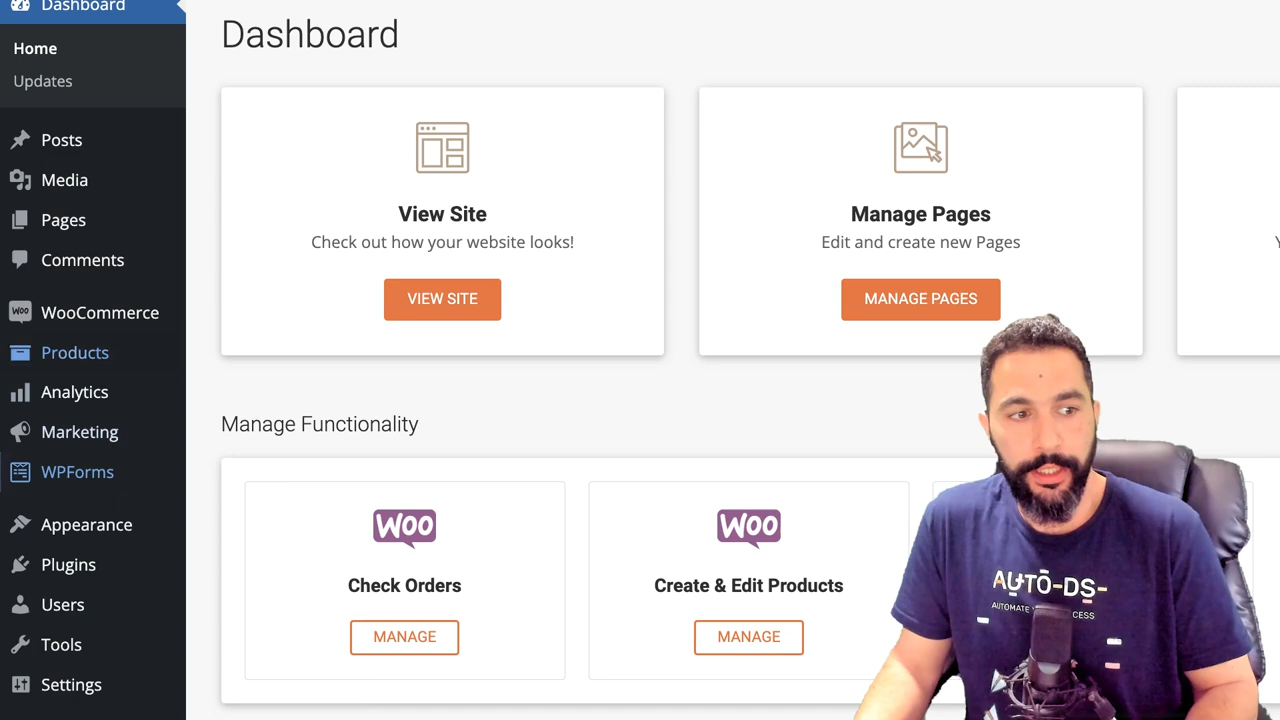 Dashboard
Home
Updates
Posts
Media
Pages
Comments
WOO
WooCommerce
Products
Analytics
Marketing
WPForms
Appearance
Plugins
Users
Tools
Settings
Dashboard
View Site
Check out how your website looks!
VIEW SITE
Manage Pages
Edit and create new Pages
MANAGE PAGES
Manage Functionality
WOO
Check Orders
MANAGE
WOO
Create & Edit Products
MANAGE
AUTO-DS-